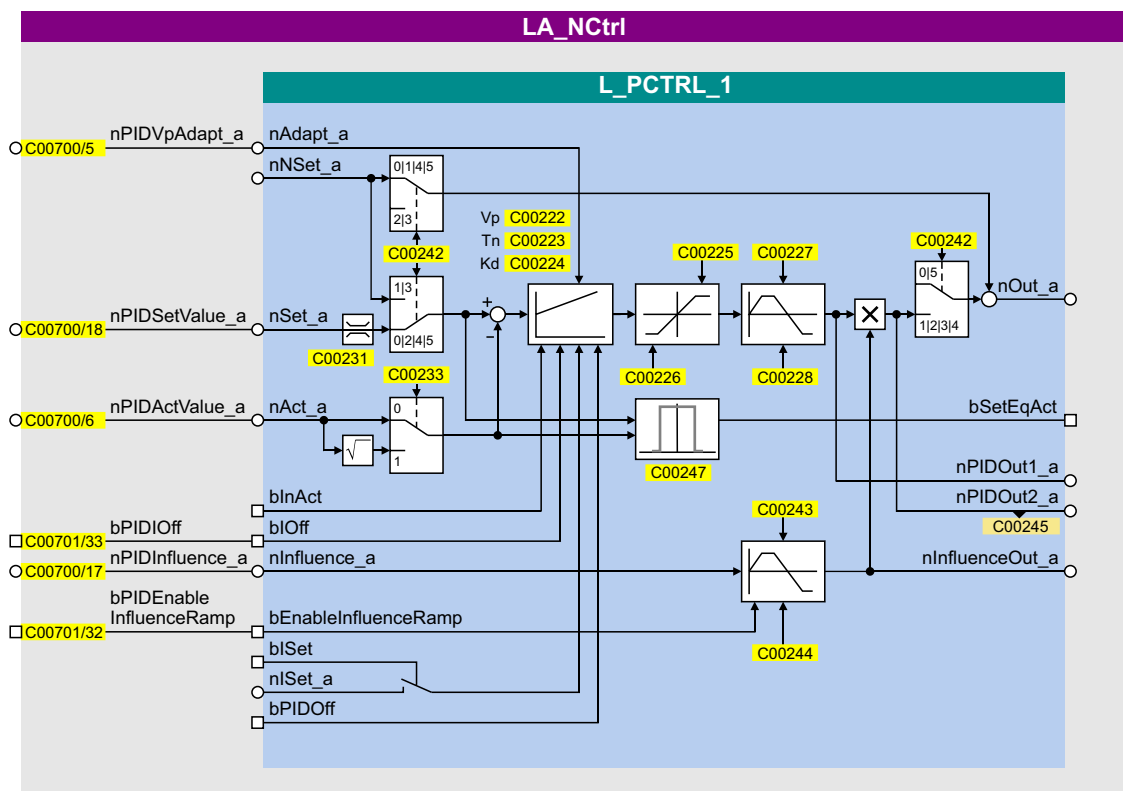 LA_NCtrl
L_PCTRL_1
nPIDVpAdapt_a
nAdapt_a
C00700/5
nNSet_a
0|1|4|5
2|3
Vp C00222
Tn C00223
Kd C00224
C00242
C00225
C00227
C00242
1|3
0|2|4|5
+
−
0|5
1|2|3|4
nOut_a
nPIDSetValue_a
nSet_a
C00700/18
C00231
C00233
C00226
C00228
nPIDActValue_a
nAct_a
C00700/6
0
1
√
bSetEqAct
C00247
nPIDOut1_a
bInAct
nPIDOut2_a
C00245
bPIDIOff
bIOff
C00701/33
C00243
nPIDInfluence_a
nInfluence_a
C00700/17
nInfluenceOut_a
bPIDEnable
InfluenceRamp
bEnableInfluenceRamp
C00701/32
C00244
bISet
nISet_a
bPIDOff